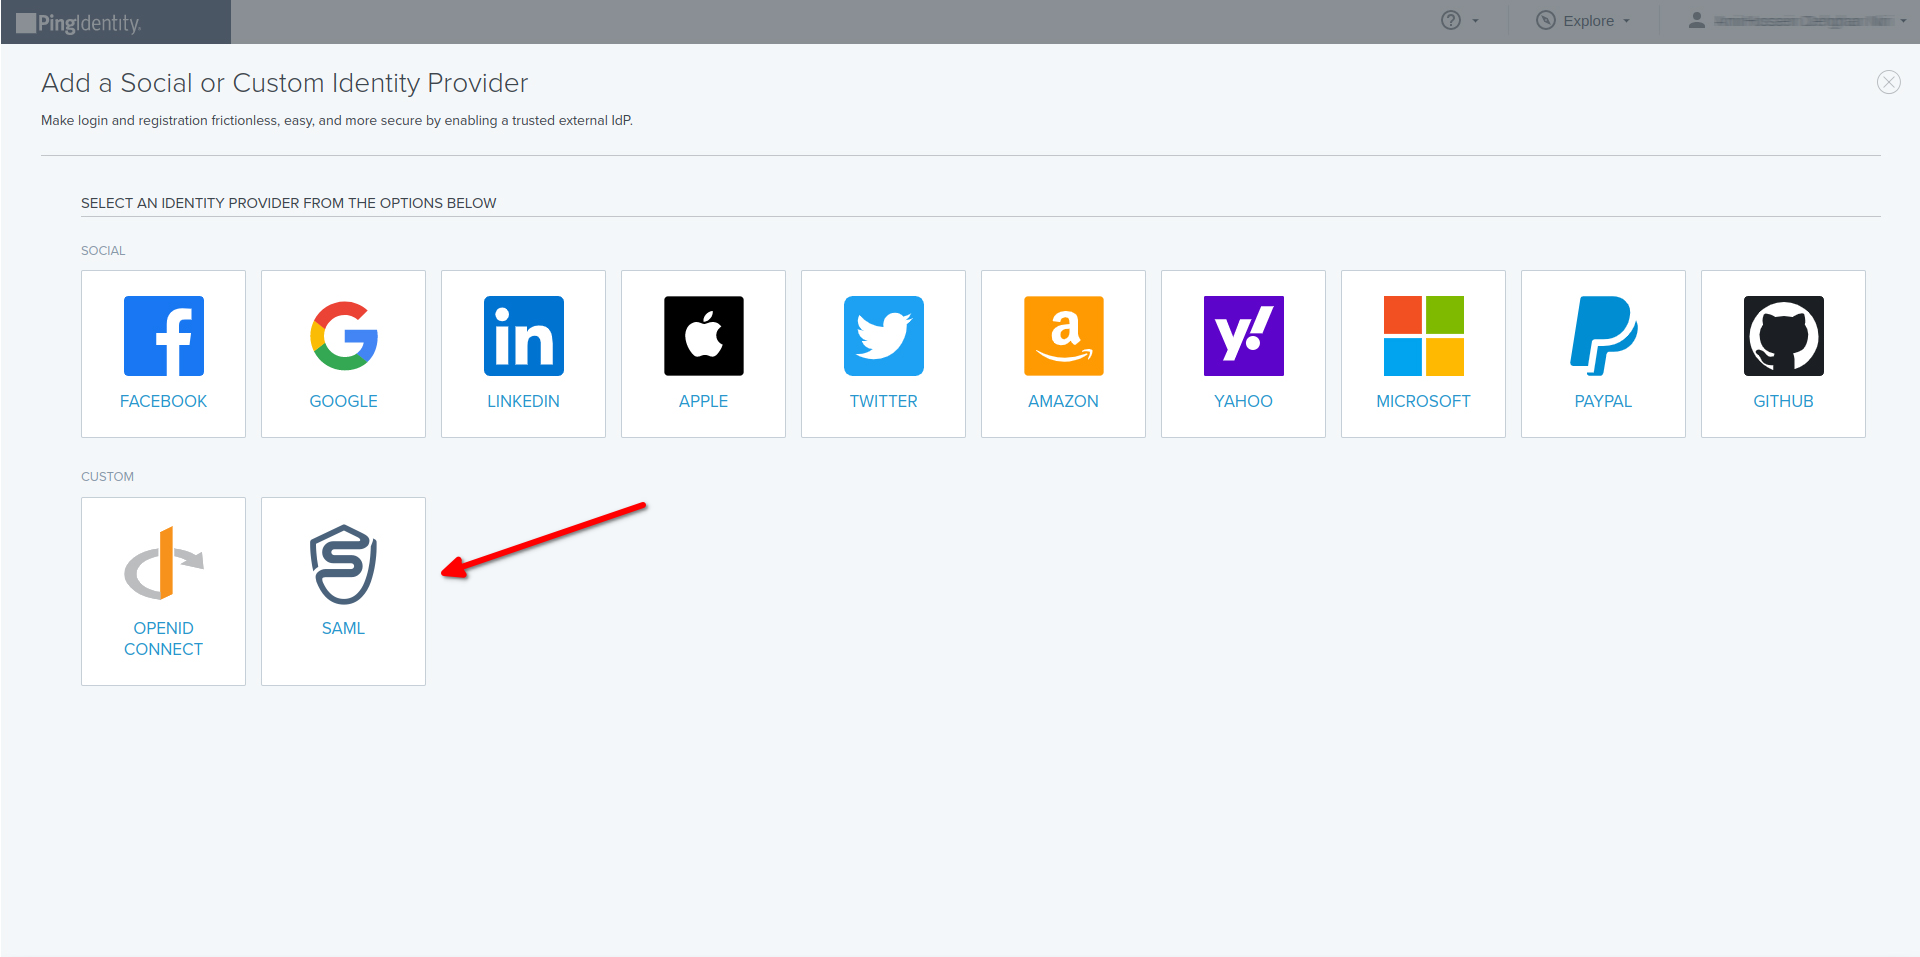 PingIdentity.
Explore
Add a Social or Custom Identity Provider
Make login and registration frictionless, easy, and more secure by enabling a trusted external IdP.
SELECT AN IDENTITY PROVIDER FROM THE OPTIONS BELOW
SOCIAL
FACEBOOK
GOOGLE
LINKEDIN
APPLE
TWITTER
AMAZON
YAHOO
MICROSOFT
PAYPAL
GITHUB
CUSTOM
OPENID
CONNECT
SAML